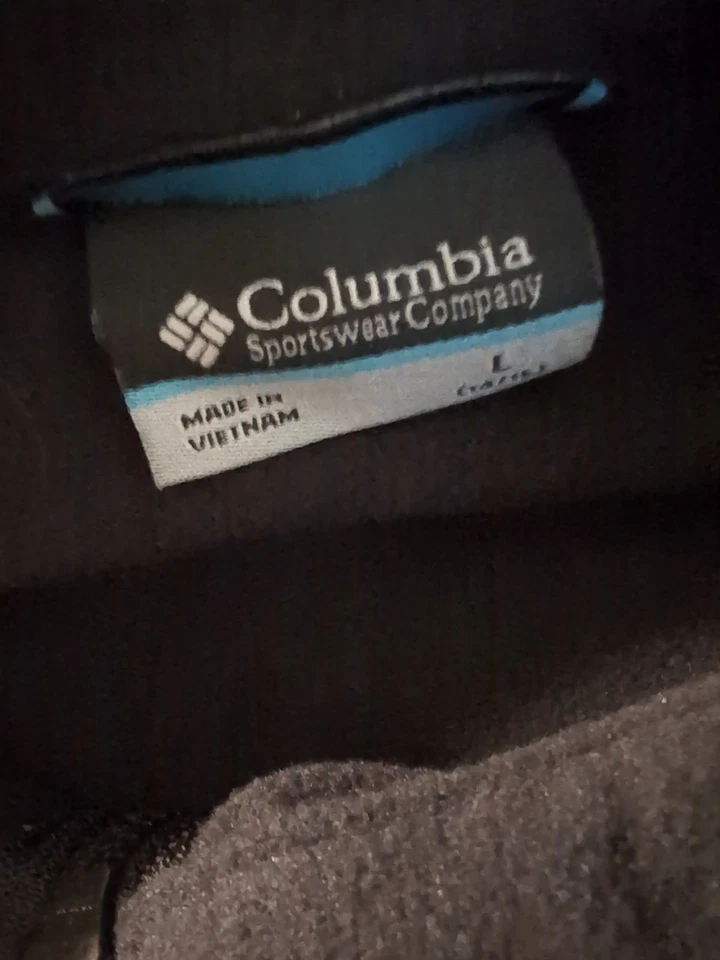 Columbia
Sportswear Company
MADE IN
VIETNAM
L